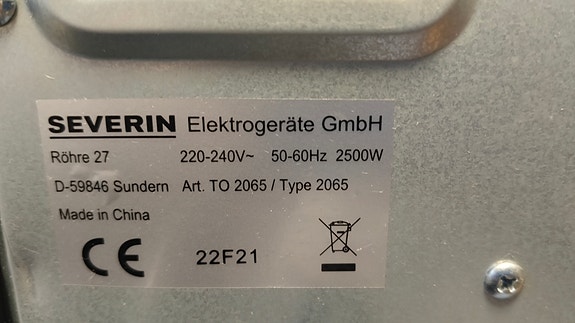 SEVERIN Elektrogeräte GmbH
Röhre 27 220-240V~ 50-60Hz 2500W
D-59846 Sundern Art. TO 2065 / Type 2065
Made in China
CE 22F21